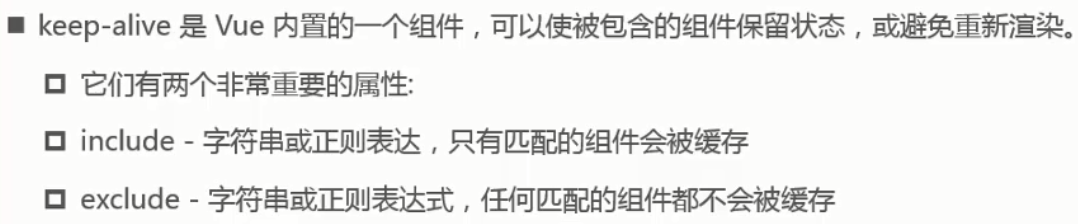 ■ keep-alive 是 Vue 内置的一个组件，可以使被包含的组件保留状态，或避免重新渲染。
它们有两个非常重要的属性:
include - 字符串或正则表达，只有匹配的组件会被缓存
exclude - 字符串或正则表达式，任何匹配的组件都不会被缓存